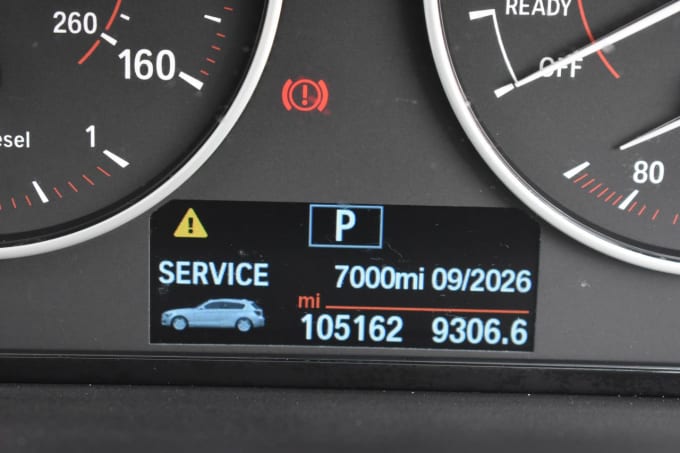 260
160
esel
1
READY
OFF
80
P
SERVICE 7000mi 09/2026
mi
105162 9306.6